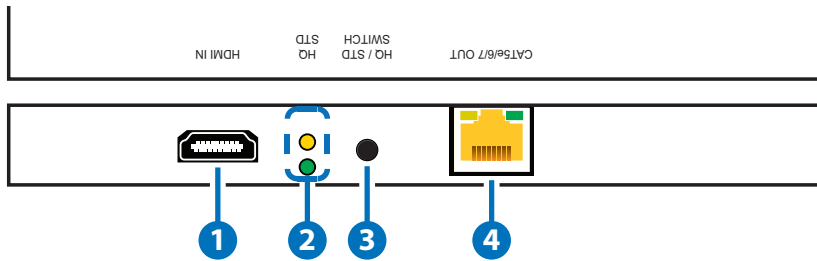 HDMI IN
HQ
STD
HQ / STD
SWITCH
CAT5e/6/7 OUT
1
2
3
4